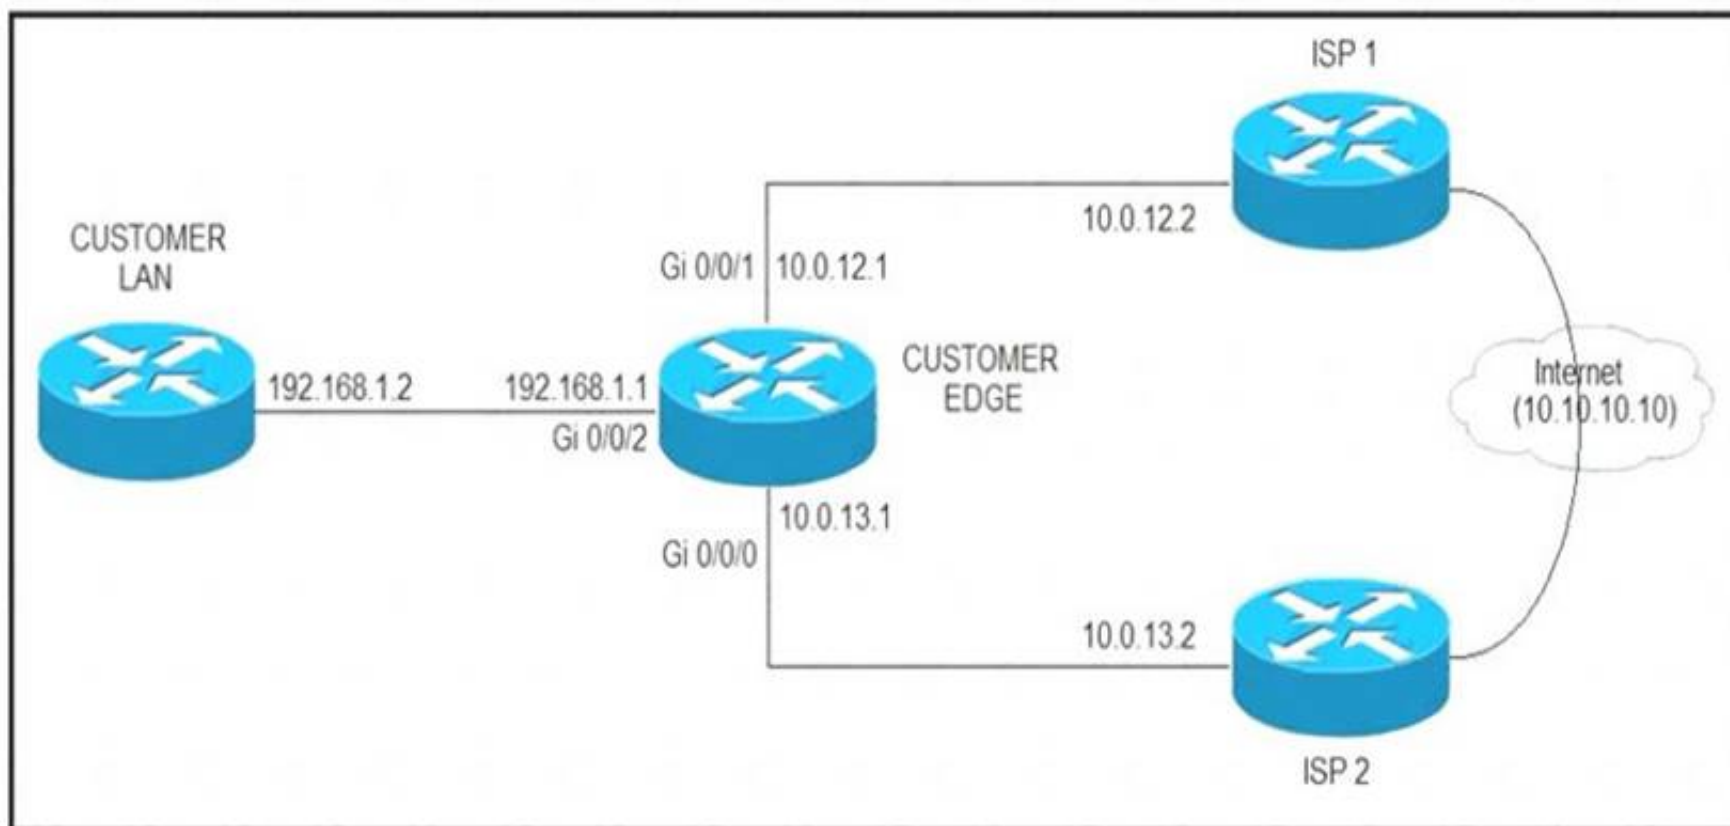 ISP 1
10.0.12.2
CUSTOMER
LAN
Gi 0/0/1
10.0.12.1
CUSTOMER
EDGE
192.168.1.2
192.168.1.1
Gi 0/0/2
Internet
(10.10.10.10)
10.0.13.1
Gi 0/0/0
10.0.13.2
ISP 2